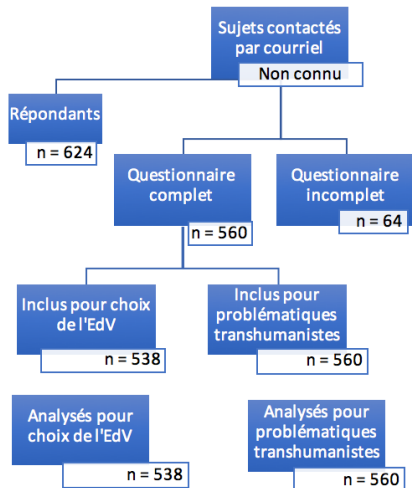 Sujets contactés
par courriel
Non connu
Répondants
n = 624
Questionnaire
complet
n = 560
Questionnaire
incomplet
n = 64
Inclus pour choix
de l'EdV
n = 538
Inclus pour
problématiques
transhumanistes
n = 560
Analysés pour
choix de l'EdV
n = 538
Analysés pour
problématiques
transhumanistes
n = 560